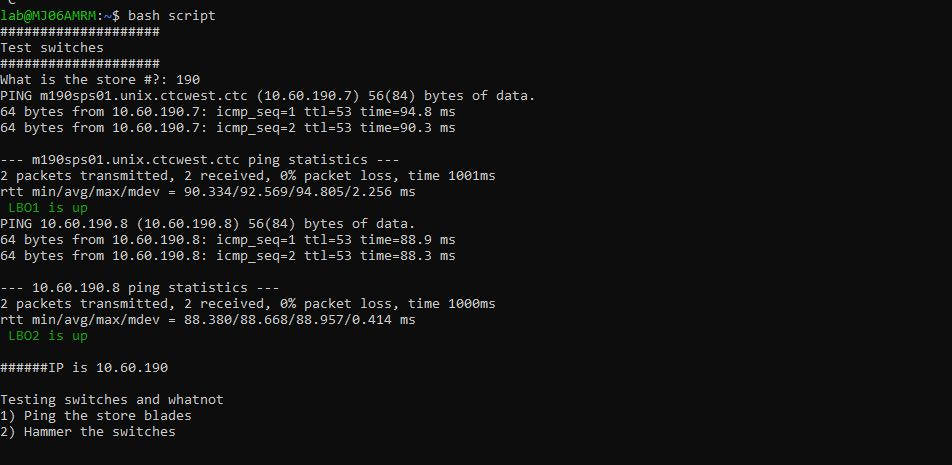 C
lab@MJ06AMRM:~$ bash script
####################
Test switches
####################
What is the store #?: 190
PING m190sps01.unix.ctcwest.ctc (10.60.190.7) 56(84) bytes of data.
64 bytes from 10.60.190.7: icmp_seq=1 ttl=53 time=94.8 ms
64 bytes from 10.60.190.7: icmp_seq=2 ttl=53 time=90.3 ms
--- m190sps01.unix.ctcwest.ctc ping statistics ---
2 packets transmitted, 2 received, 0% packet loss, time 1001ms
rtt min/avg/max/mdev = 90.334/92.569/94.805/2.256 ms
LBO1 is up
PING 10.60.190.8 (10.60.190.8) 56(84) bytes of data.
64 bytes from 10.60.190.8: icmp_seq=1 ttl=53 time=88.9 ms
64 bytes from 10.60.190.8: icmp_seq=2 ttl=53 time=88.3 ms
--- 10.60.190.8 ping statistics ---
2 packets transmitted, 2 received, 0% packet loss, time 1000ms
rtt min/avg/max/mdev = 88.380/88.668/88.957/0.414 ms
LBO2 is up
######IP is 10.60.190
Testing switches and whatnot
1) Ping the store blades
2) Hammer the switches